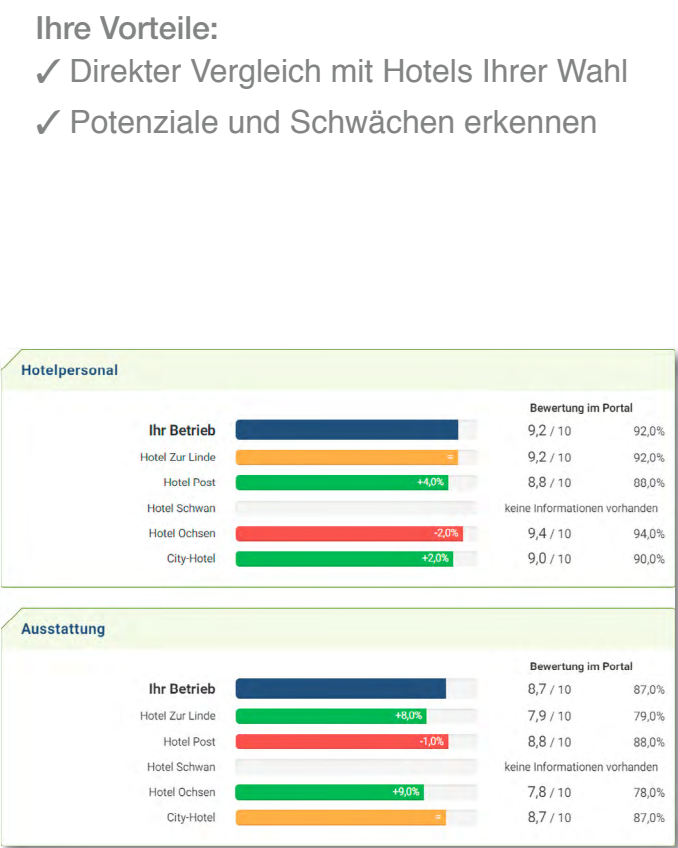 Ihre Vorteile:
✓ Direkter Vergleich mit Hotels Ihrer Wahl
✓ Potenziale und Schwächen erkennen
Hotelpersonal
Bewertung im Portal
Ihr Betrieb 9,2 / 10 92,0%
Hotel Zur Linde = 9,2 / 10 92,0%
Hotel Post +4,0% 8,8 / 10 88,0%
Hotel Schwan keine Informationen vorhanden
Hotel Ochsen -2,0% 9,4 / 10 94,0%
City-Hotel +2,0% 9,0 / 10 90,0%
Ausstattung
Bewertung im Portal
Ihr Betrieb 8,7 / 10 87,0%
Hotel Zur Linde +8,0% 7,9 / 10 79,0%
Hotel Post -1,0% 8,8 / 10 88,0%
Hotel Schwan keine Informationen vorhanden
Hotel Ochsen +9,0% 7,8 / 10 78,0%
City-Hotel = 8,7 / 10 87,0%